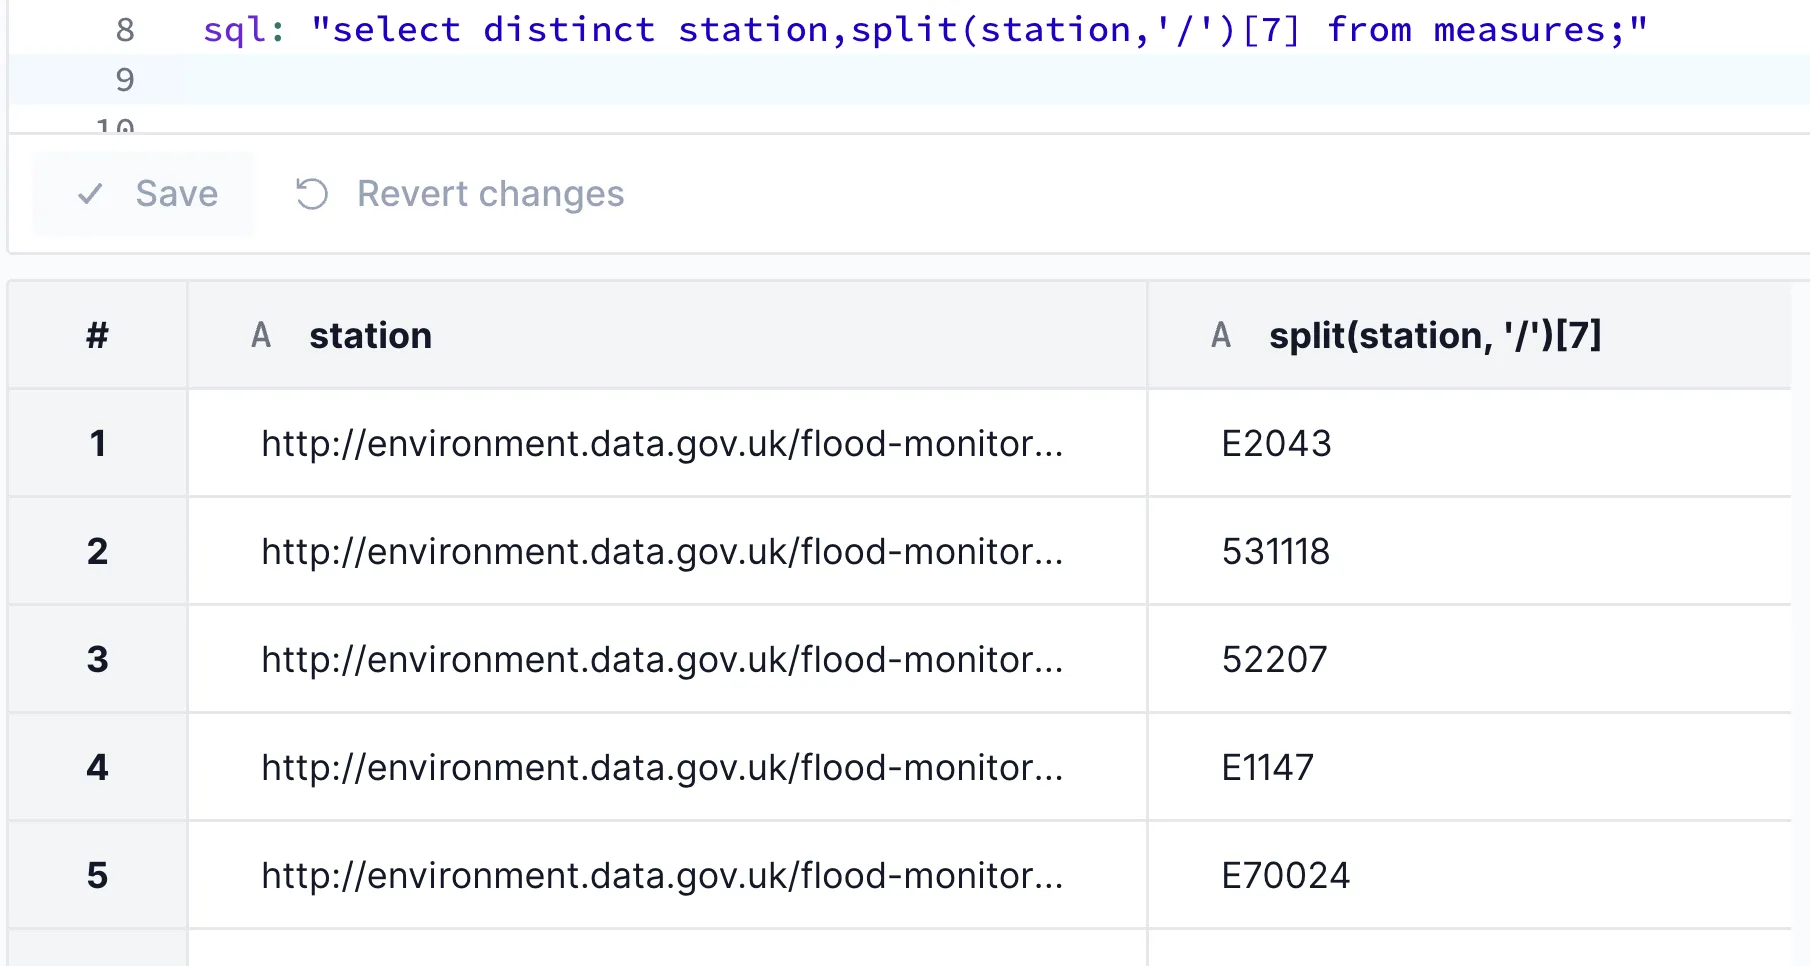 8 sql: "select distinct station,split(station,'/')[7] from measures;"
9
10
Save Revert changes
# A station A split(station, '/')[7]
1 http://environment.data.gov.uk/flood-monitor... E2043
2 http://environment.data.gov.uk/flood-monitor... 531118
3 http://environment.data.gov.uk/flood-monitor... 52207
4 http://environment.data.gov.uk/flood-monitor... E1147
5 http://environment.data.gov.uk/flood-monitor... E70024